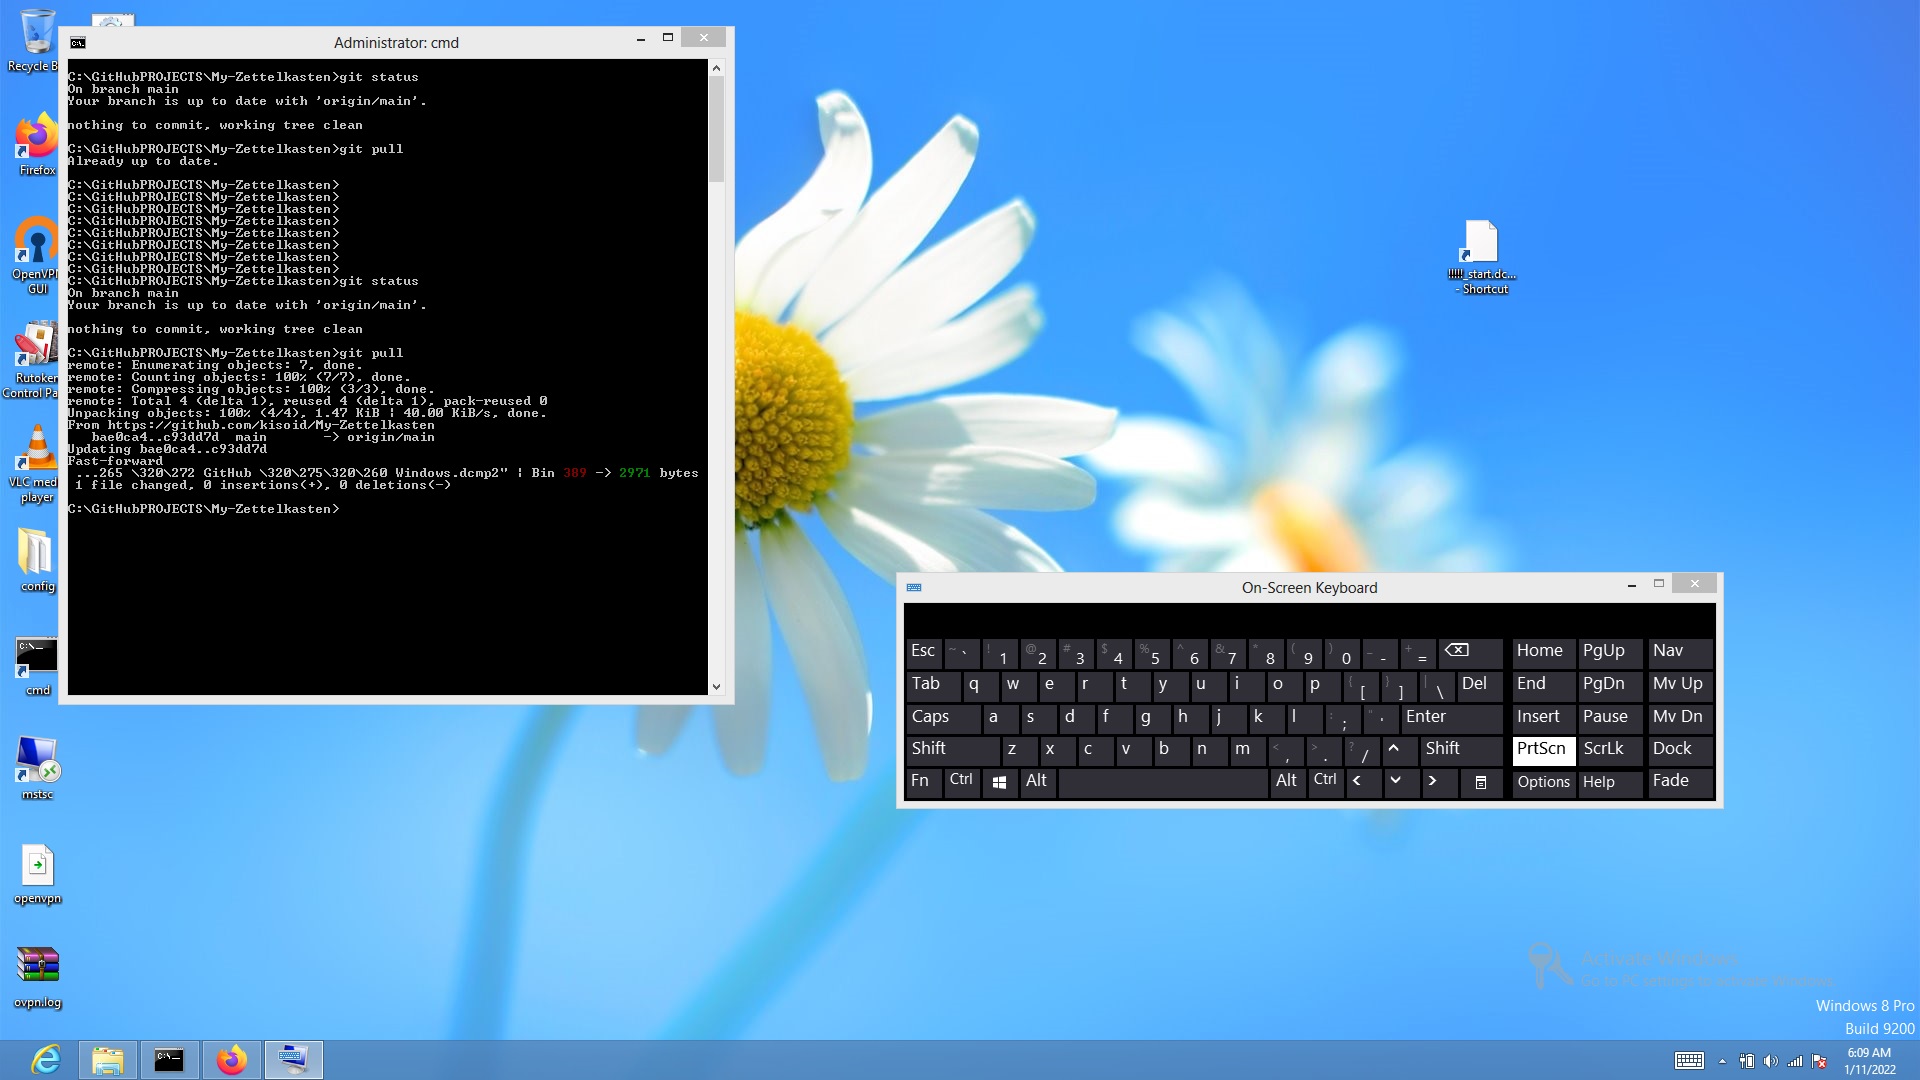 Recycle B
Firefox
OpenVPN
GUI
Rutoken
Control Pa
VLC med
player
config
cmd
mstsc
openvpn
ovpn.log
Administrator: cmd
C:\GitHubPROJECTS\My-Zettelkasten>git status
On branch main
Your branch is up to date with 'origin/main'.
nothing to commit, working tree clean
C:\GitHubPROJECTS\My-Zettelkasten>git pull
Already up to date.
C:\GitHubPROJECTS\My-Zettelkasten>
C:\GitHubPROJECTS\My-Zettelkasten>
C:\GitHubPROJECTS\My-Zettelkasten>
C:\GitHubPROJECTS\My-Zettelkasten>
C:\GitHubPROJECTS\My-Zettelkasten>
C:\GitHubPROJECTS\My-Zettelkasten>
C:\GitHubPROJECTS\My-Zettelkasten>
C:\GitHubPROJECTS\My-Zettelkasten>
C:\GitHubPROJECTS\My-Zettelkasten>git status
On branch main
Your branch is up to date with 'origin/main'.
nothing to commit, working tree clean
C:\GitHubPROJECTS\My-Zettelkasten>git pull
remote: Enumerating objects: 7, done.
remote: Counting objects: 100% (7/7), done.
remote: Compressing objects: 100% (3/3), done.
remote: Total 4 (delta 1), reused 4 (delta 1), pack-reused 0
Unpacking objects: 100% (4/4), 1.47 KiB | 40.00 KiB/s, done.
From https://github.com/kisoid/My-Zettelkasten
bae0ca4..c93dd7d  main       -> origin/main
Updating bae0ca4..c93dd7d
Fast-forward
...265 \320\272 GitHub \320\275\320\260 Windows.dcmp2" | Bin 389 -> 2971 bytes
1 file changed, 0 insertions(+), 0 deletions(-)
C:\GitHubPROJECTS\My-Zettelkasten>
!!!!!_start.dc...
- Shortcut
On-Screen Keyboard
Esc ~ ` ! 1 @ 2 # 3 $ 4 % 5 ^ 6 & 7 * 8 ( 9 ) 0 _ - + = Home PgUp Nav
Tab q w e r t y u i o p { [ } ] | \ Del End PgDn Mv Up
Caps a s d f g h j k l : ; " ' Enter Insert Pause Mv Dn
Shift z x c v b n m < , > . ? / ^ Shift PrtScn ScrLk Dock
Fn Ctrl Alt Alt Ctrl Options Help Fade
Activate Windows
Go to PC settings to activate Windows.
Windows 8 Pro
Build 9200
6:09 AM
1/11/2022